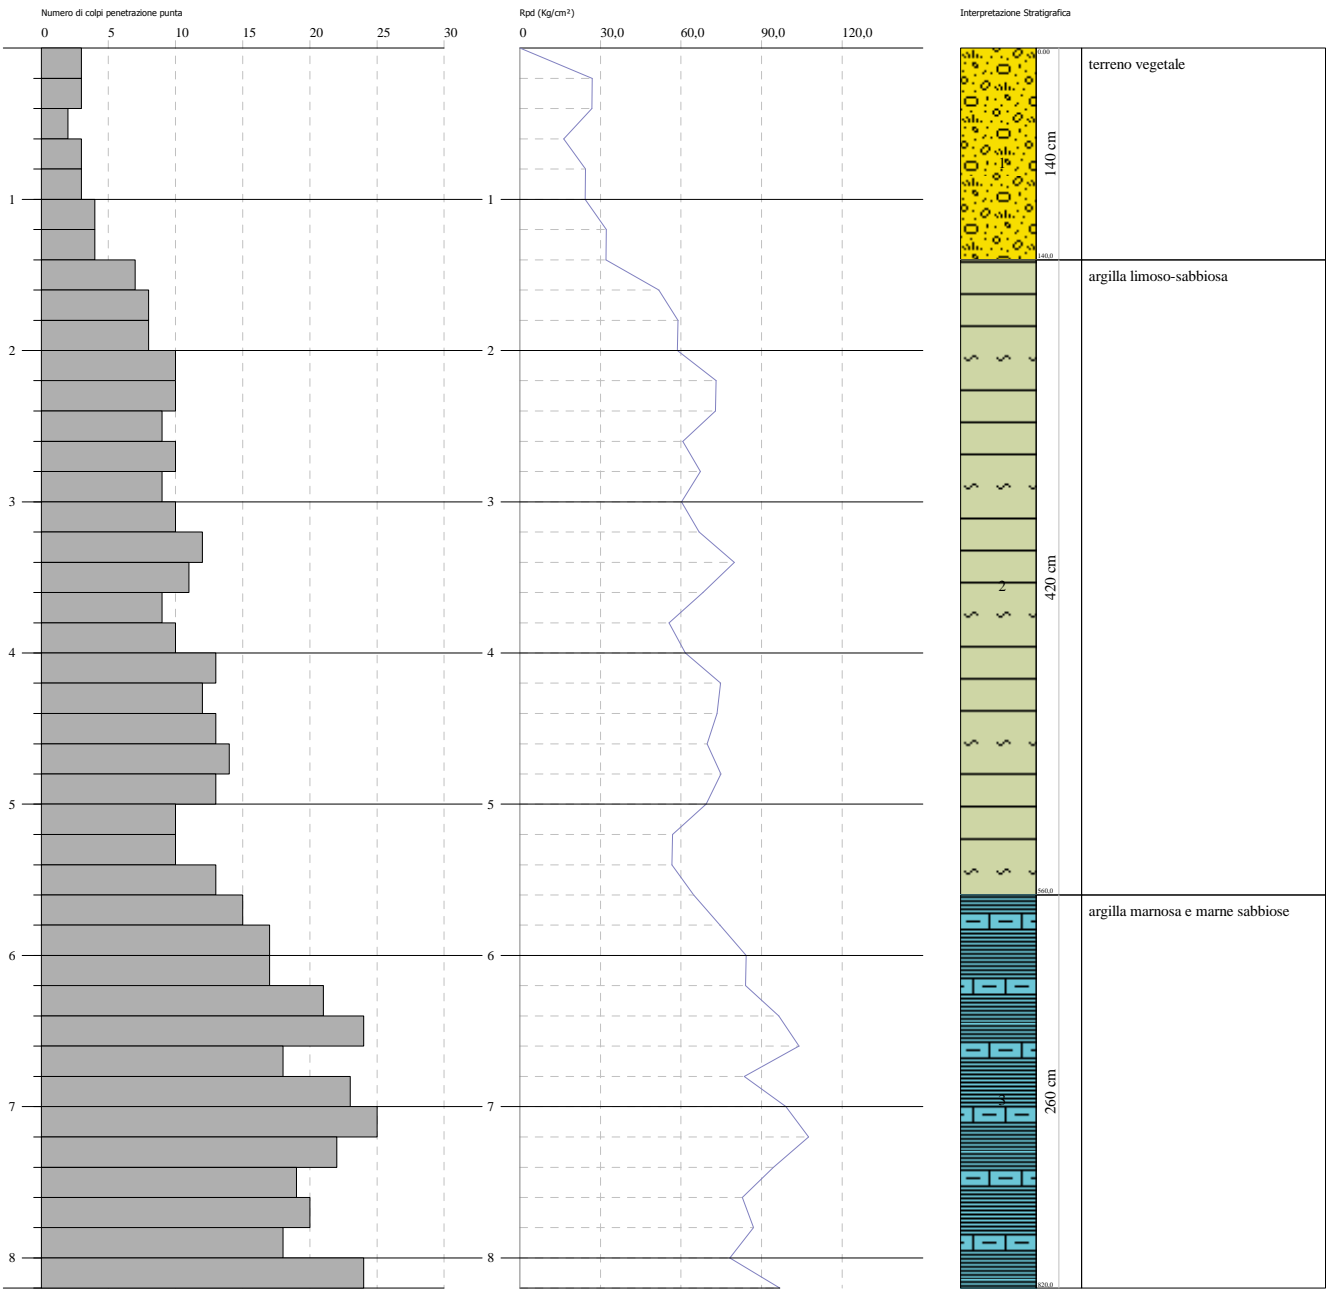 Numero di colpi penetrazione punta
Rpd (Kg/cm²)
Interpretazione Stratigrafica
0 5 10 15 20 25 30
0 30,0 60,0 90,0 120,0
0.00
terreno vegetale
1
140 cm
1 1
140,0
argilla limoso-sabbiosa
2 2
3 3
2
420 cm
4 4
5 5
560,0
argilla marnosa e marne sabbiose
6 6
3
260 cm
7 7
8 8
820,0